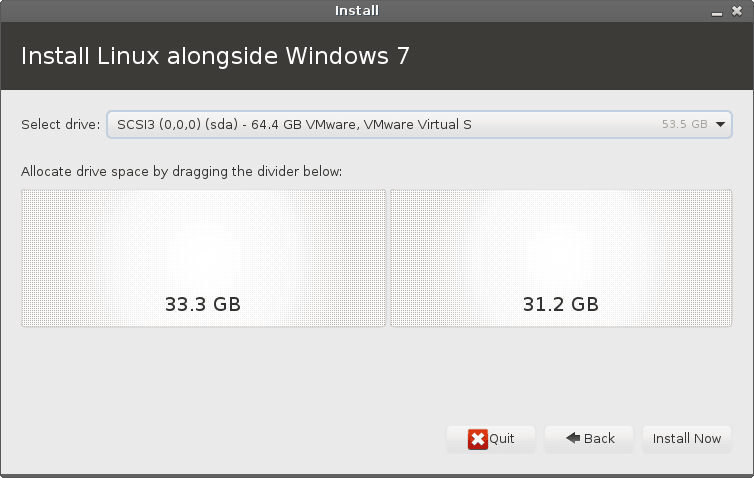 Install
Install Linux alongside Windows 7
Select drive: SCSI3 (0,0,0) (sda) - 64.4 GB VMware, VMware Virtual S 53.5 GB
Allocate drive space by dragging the divider below:
33.3 GB 31.2 GB
Quit Back Install Now